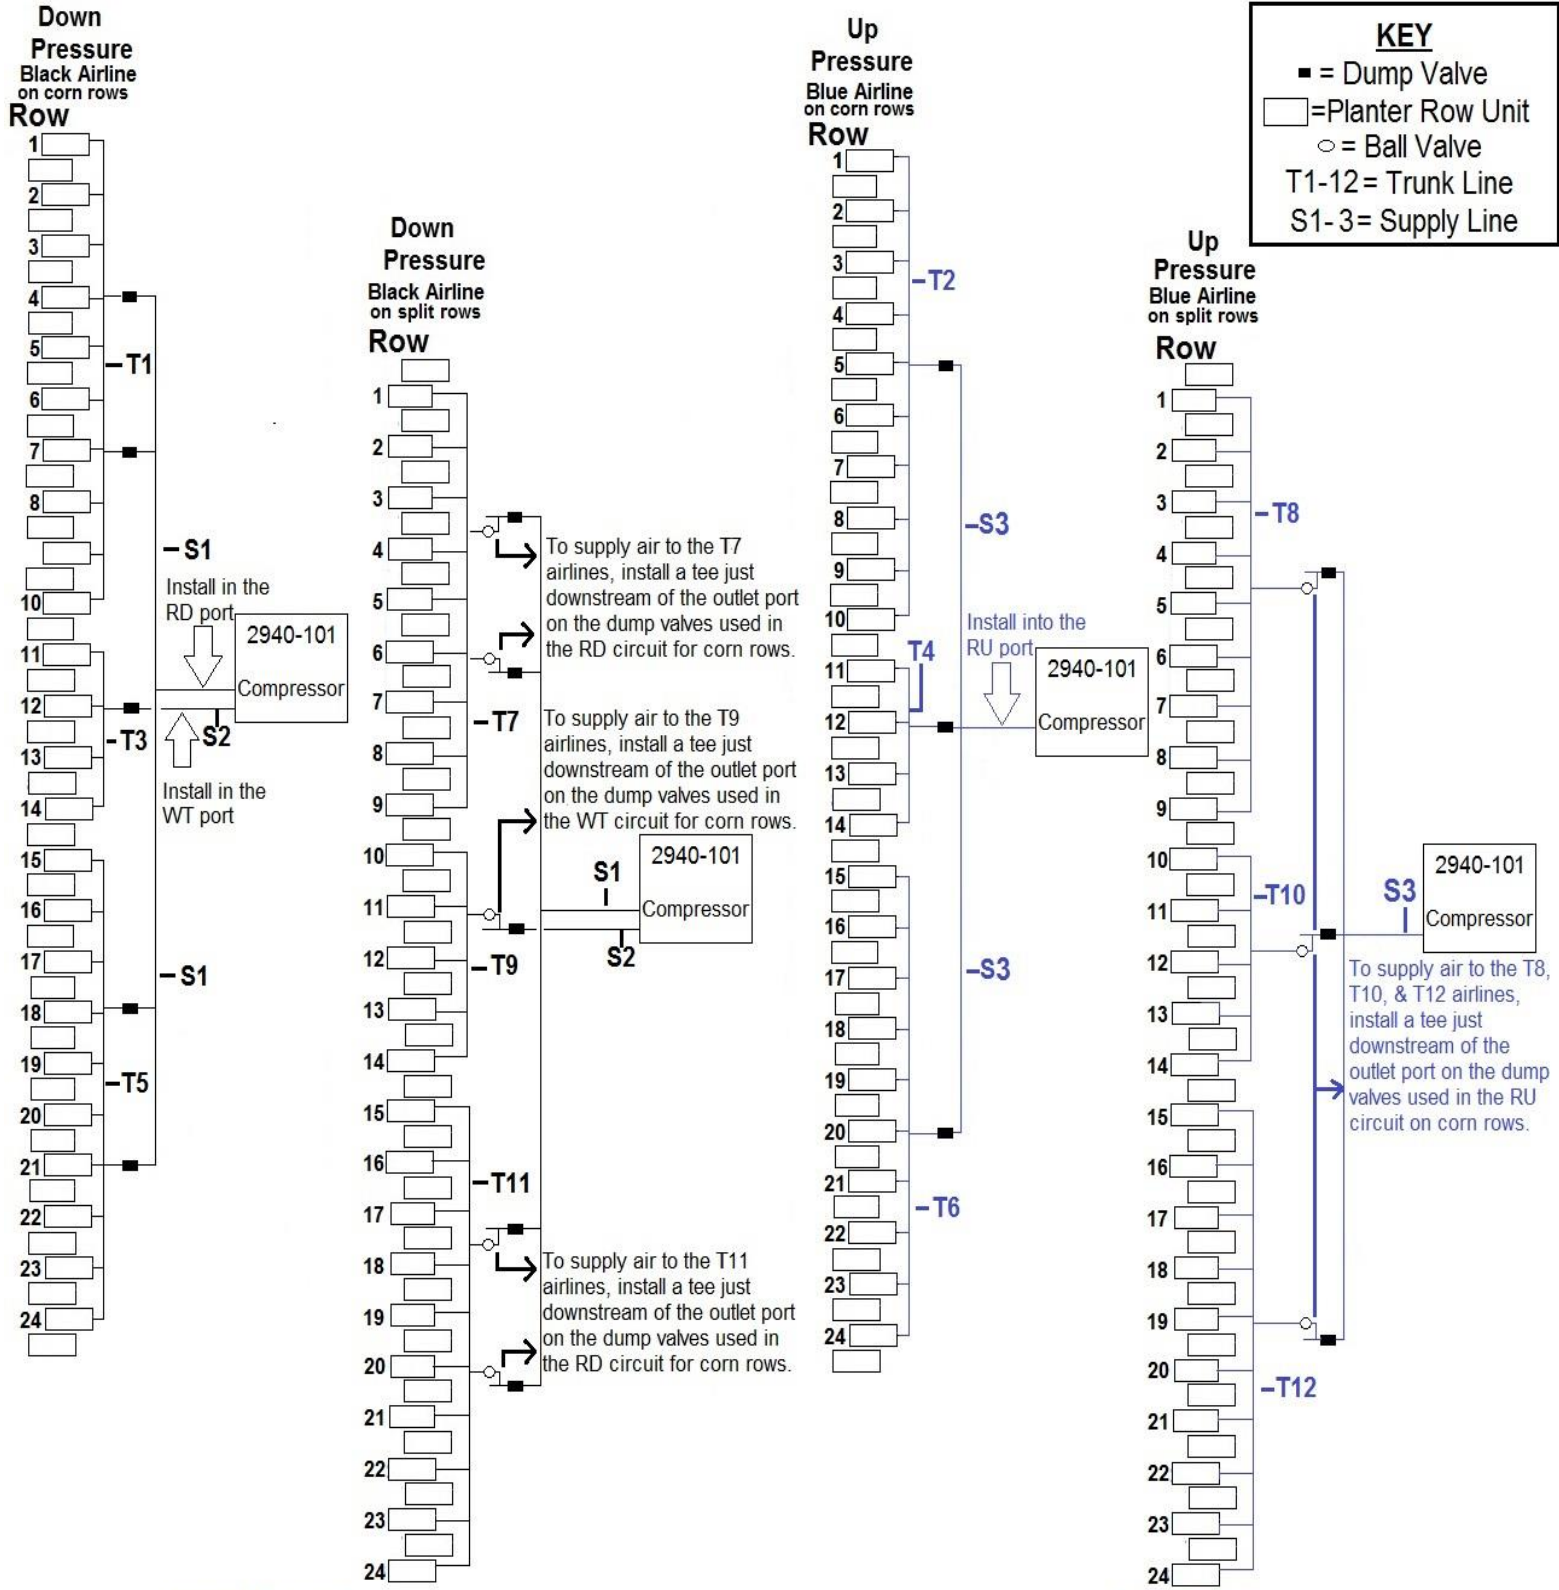 Down
Pressure
Black Airline
on corn rows
Row
1
2
3
4
5
6
7
8
10
11
12
13
14
15
16
17
18
19
20
21
22
23
24
–T1
–T3
–T5
–S1
Install in the
RD port
2940-101
Compressor
S2
Install in the
WT port
–S1
Down
Pressure
Black Airline
on split rows
Row
1
2
3
4
5
6
7
8
9
10
11
12
13
14
15
16
17
18
19
20
21
22
23
24
–T7
–T9
–T11
To supply air to the T7
airlines, install a tee just
downstream of the outlet port
on the dump valves used in
the RD circuit for corn rows.
To supply air to the T9
airlines, install a tee just
downstream of the outlet port
on the dump valves used in
the WT circuit for corn rows.
S1
S2
2940-101
Compressor
To supply air to the T11
airlines, install a tee just
downstream of the outlet port
on the dump valves used in
the RD circuit for corn rows.
Up
Pressure
Blue Airline
on corn rows
Row
1
2
3
4
5
6
7
8
9
10
11
12
13
14
15
16
17
18
19
20
21
22
23
24
–T2
T4
–T6
–S3
Install into the
RU port
2940-101
Compressor
–S3
KEY
= Dump Valve
=Planter Row Unit
= Ball Valve
T1-12= Trunk Line
S1-3= Supply Line
Up
Pressure
Blue Airline
on split rows
Row
1
2
3
4
5
6
7
8
9
10
11
12
13
14
15
16
17
18
19
20
21
22
23
24
–T8
–T10
–T12
S3
2940-101
Compressor
To supply air to the T8,
T10, & T12 airlines,
install a tee just
downstream of the
outlet port on the dump
valves used in the RU
circuit on corn rows.